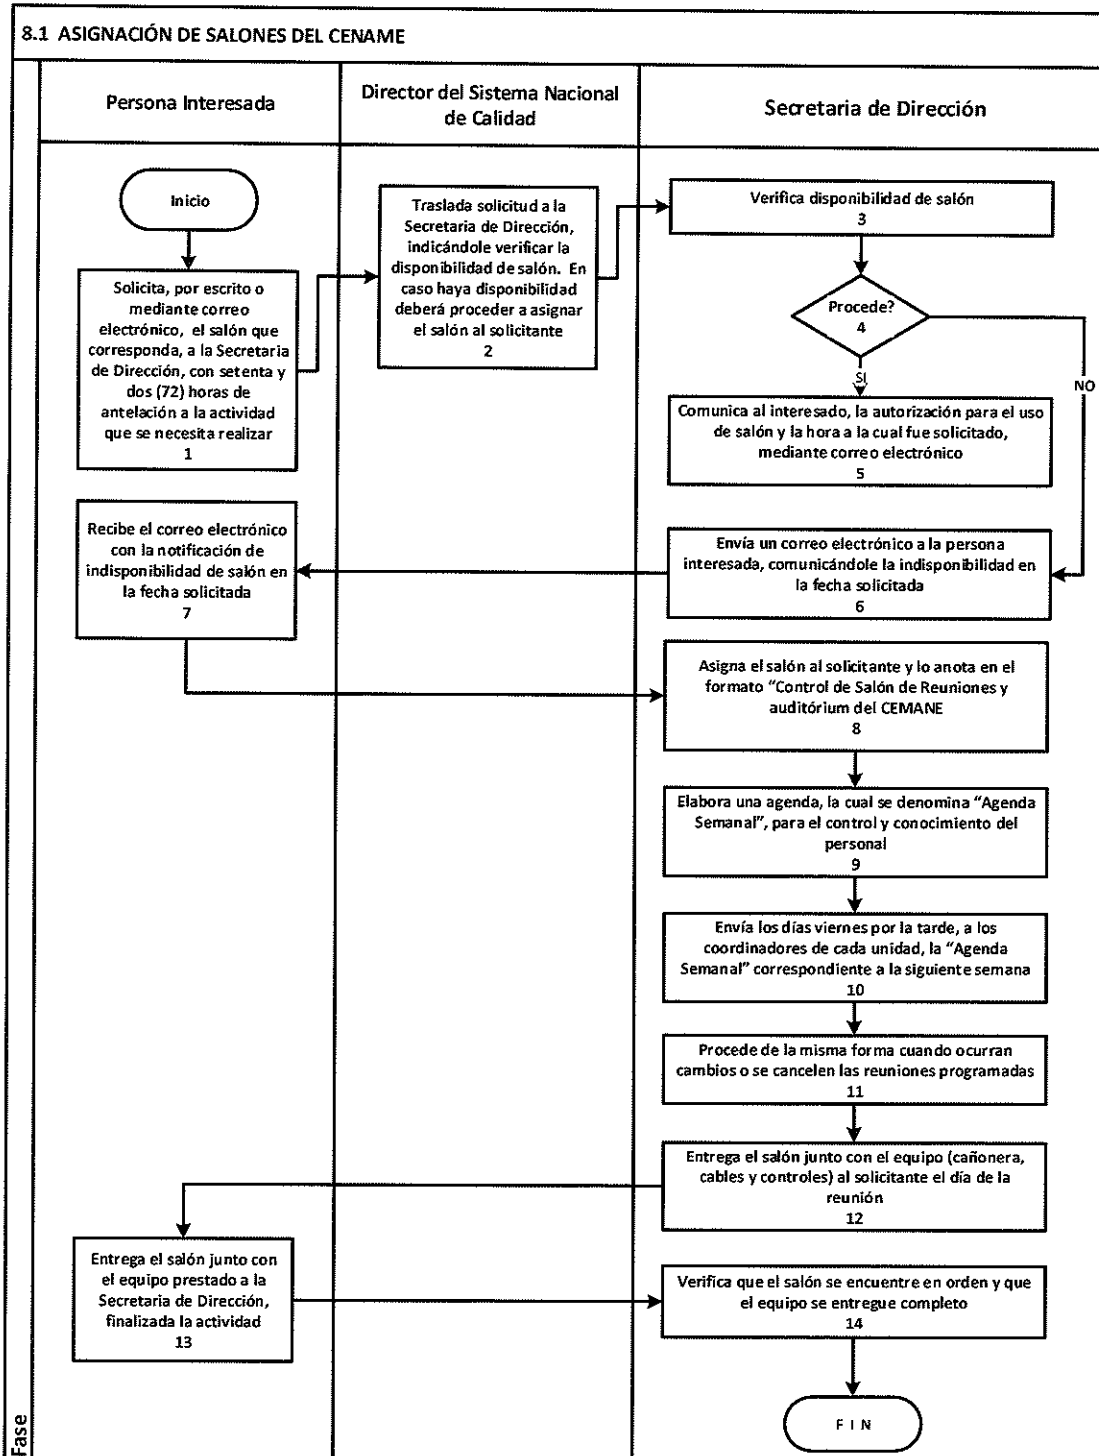 8.1 ASIGNACIÓN DE SALONES DEL CENAME
Persona Interesada
Director del Sistema Nacional
de Calidad
Secretaria de Dirección
Inicio
Solicita, por escrito o
mediante correo
electrónico, el salón que
corresponda, a la Secretaria
de Dirección, con setenta y
dos (72) horas de
antelación a la actividad
que se necesita realizar
1
Traslada solicitud a la
Secretaria de Dirección,
indicándole verificar la
disponibilidad de salón. En
caso haya disponibilidad
deberá proceder a asignar
el salón al solicitante
2
Verifica disponibilidad de salón
3
Procede?
4
SI
NO
Comunica al interesado, la autorización para el uso
de salón y la hora a la cual fue solicitado,
mediante correo electrónico
5
Envía un correo electrónico a la persona
interesada, comunicándole la indisponibilidad en
la fecha solicitada
6
Recibe el correo electrónico
con la notificación de
indisponibilidad de salón en
la fecha solicitada
7
Asigna el salón al solicitante y lo anota en el
formato “Control de Salón de Reuniones y
auditórium del CEMANE
8
Elabora una agenda, la cual se denomina “Agenda
Semanal”, para el control y conocimiento del
personal
9
Envía los días viernes por la tarde, a los
coordinadores de cada unidad, la “Agenda
Semanal” correspondiente a la siguiente semana
10
Procede de la misma forma cuando ocurran
cambios o se cancelen las reuniones programadas
11
Entrega el salón junto con el equipo (cañonera,
cables y controles) al solicitante el día de la
reunión
12
Entrega el salón junto con
el equipo prestado a la
Secretaria de Dirección,
finalizada la actividad
13
Verifica que el salón se encuentre en orden y que
el equipo se entregue completo
14
F I N
Fase